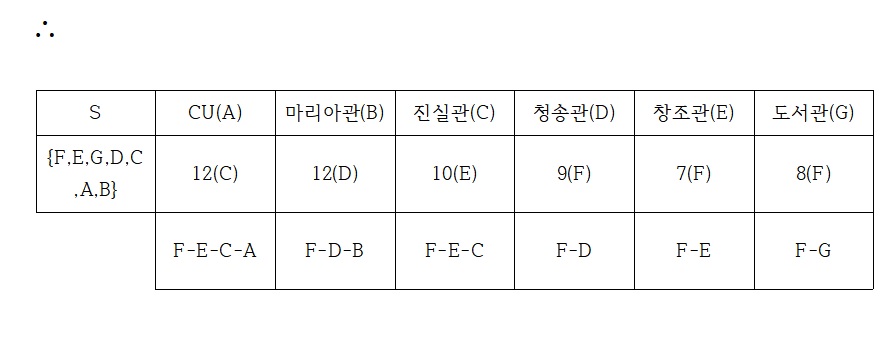 ∴
S CU(A) 마리아관(B) 진실관(C) 청송관(D) 창조관(E) 도서관(G)
{F,E,G,D,C
,A,B} 12(C) 12(D) 10(E) 9(F) 7(F) 8(F)
F-E-C-A F-D-B F-E-C F-D F-E F-G